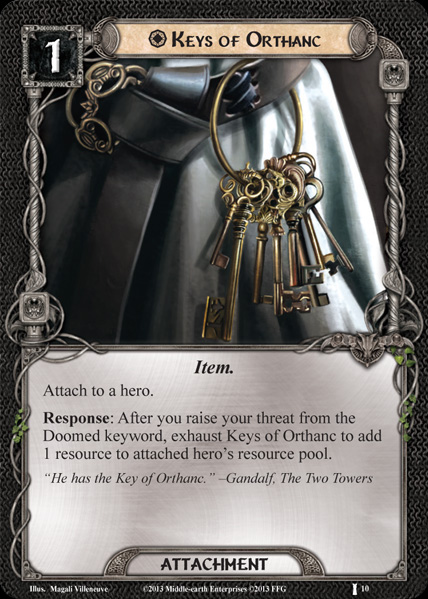 1
Keys of Orthanc
Item.
Attach to a hero.
Response: After you raise your threat from the
Doomed keyword, exhaust Keys of Orthanc to add
1 resource to attached hero's resource pool.
“He has the Key of Orthanc.” –Gandalf, The Two Towers
ATTACHMENT
Illus. Magali Villeneuve ©2013 Middle-earth Enterprises ©2013 FFG 10